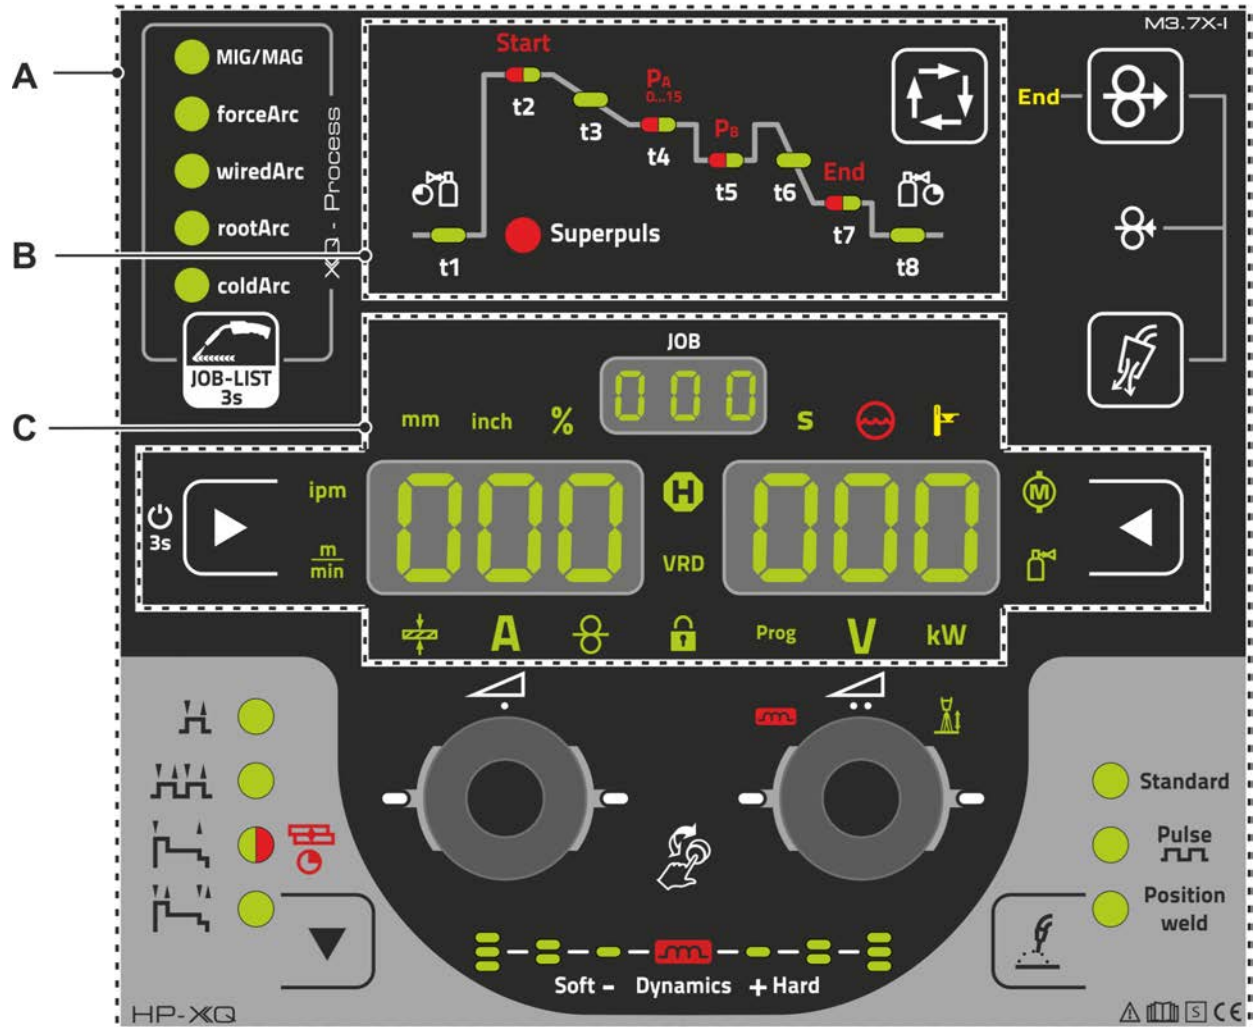 A
B
C
MIG/MAG
forceArc
wiredArc
rootArc
coldArc
XQ - Process
JOB-LIST
3s
M3.7X-I
Start
PA
0...15
PB
End
t1
t2
t3
t4
t5
t6
t7
t8
Superpuls
End
JOB
000
mm inch % s
ipm
H
M
000
000
3s
m
min
VRD
A
Prog V kW
Standard
Pulse
Position
weld
Soft - Dynamics + Hard
HP-XQ
S CE